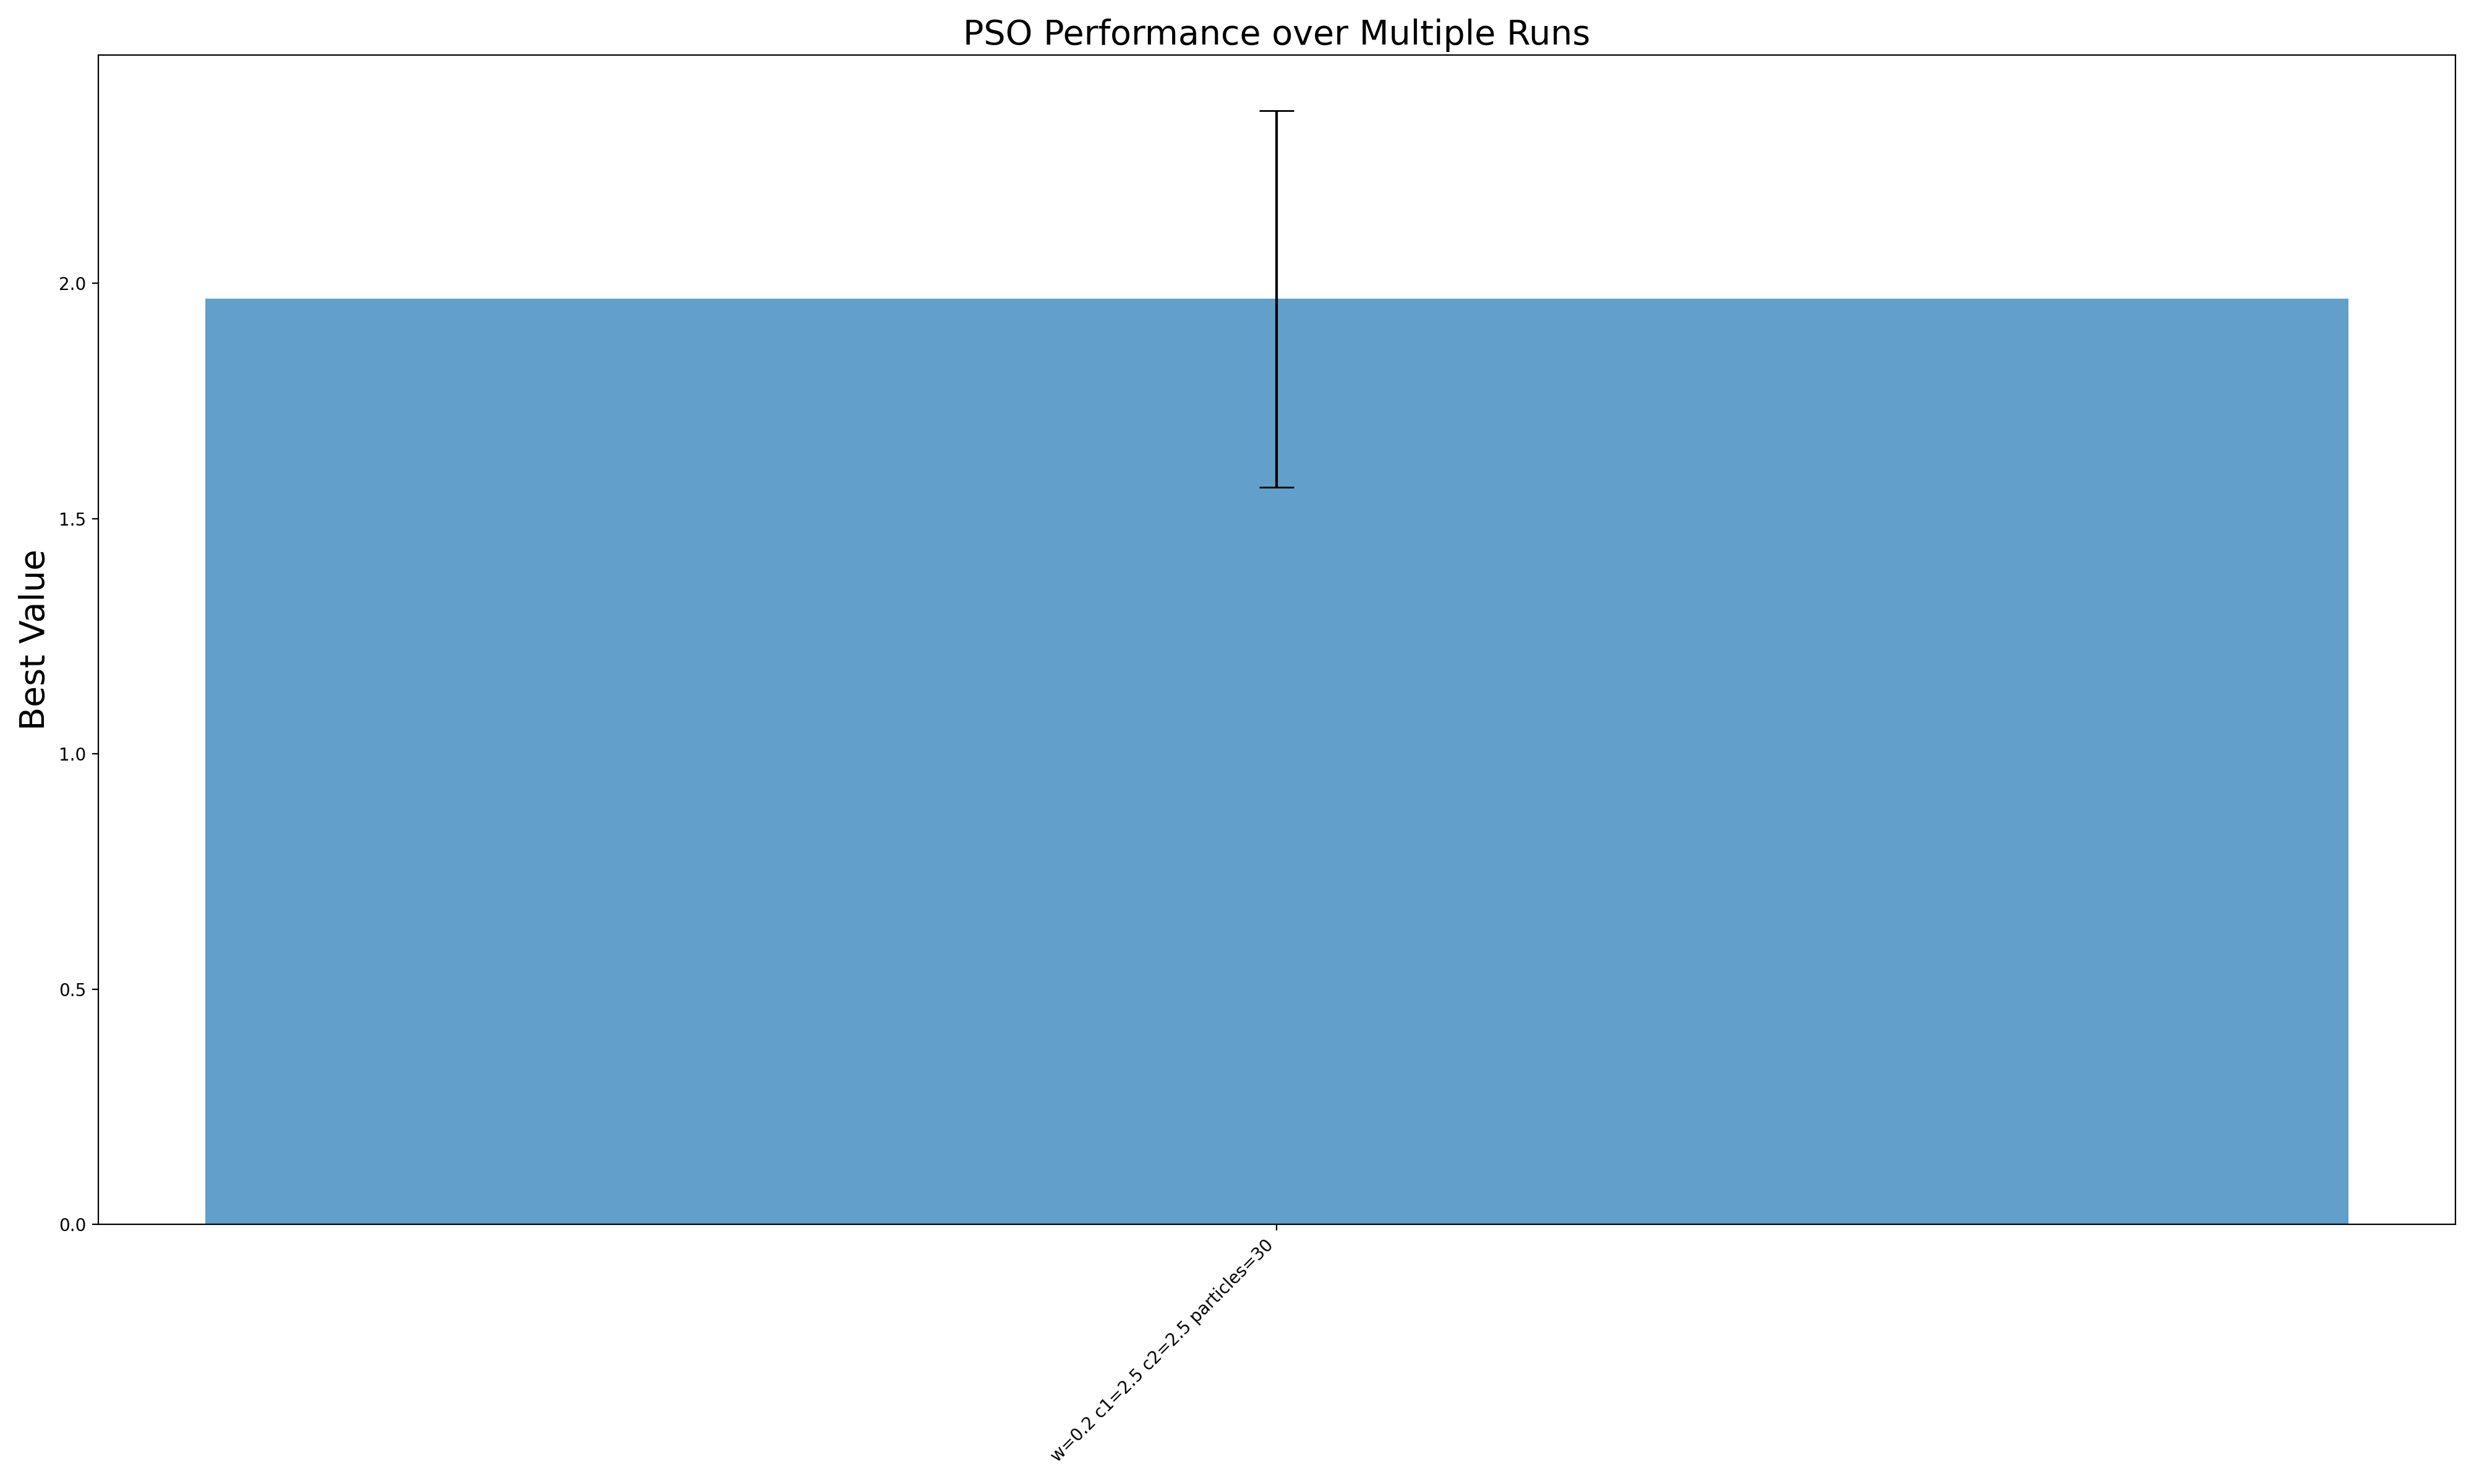 PSO Performance over Multiple Runs
Best Value
2.0
1.5
1.0
0.5
0.0
w=0.2 c1=2.5 c2=2.5 particles=30